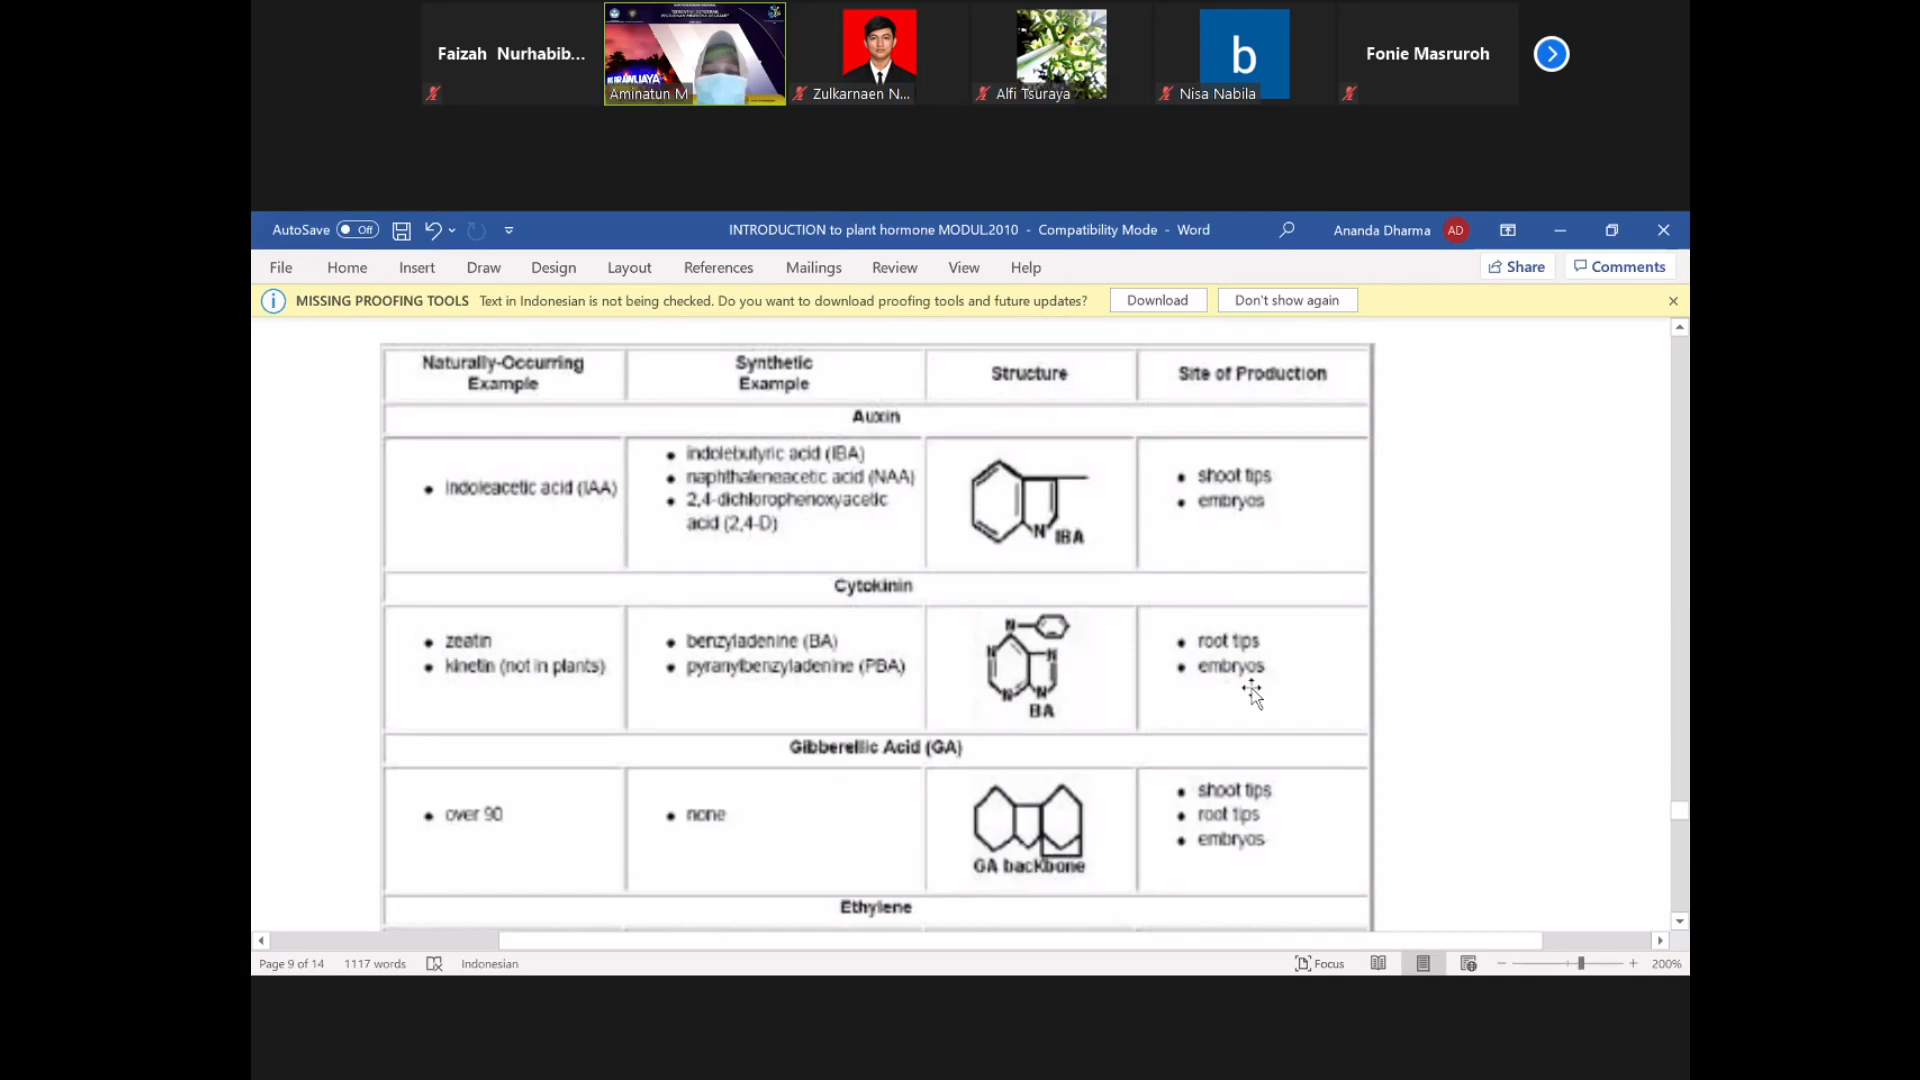 Faizah Nurhabib...
Aminatun M
Zulkarnaen N...
Alfi Tsuraya
b
Nisa Nabila
Fonie Masruroh
AutoSave Off
INTRODUCTION to plant hormone MODUL.2010 - Compatibility Mode - Word
Ananda Dharma AD
File Home Insert Draw Design Layout References Mailings Review View Help
Share Comments
MISSING PROOFING TOOLS Text in Indonesian is not being checked. Do you want to download proofing tools and future updates? Download Don't show again
Naturally-Occurring
Example
Synthetic
Example
Structure
Site of Production
Auxin
• indoleacetic acid (IAA)
• indolebutyric acid (IBA)
• naphthaleneacetic acid (NAA)
• 2,4-dichlorophenoxyacetic
acid (2,4-D)
N
IBA
• shoot tips
• embryos
Cytokinin
• zeatin
• kinetin (not in plants)
• benzyladenine (BA)
• pyranylbenzyladenine (PBA)
N
N N
N N
BA
• root tips
• embryos
Gibberellic Acid (GA)
• over 90
• none
GA backbone
• shoot tips
• root tips
• embryos
Ethylene
Page 9 of 14 1117 words Indonesian
Focus
200%